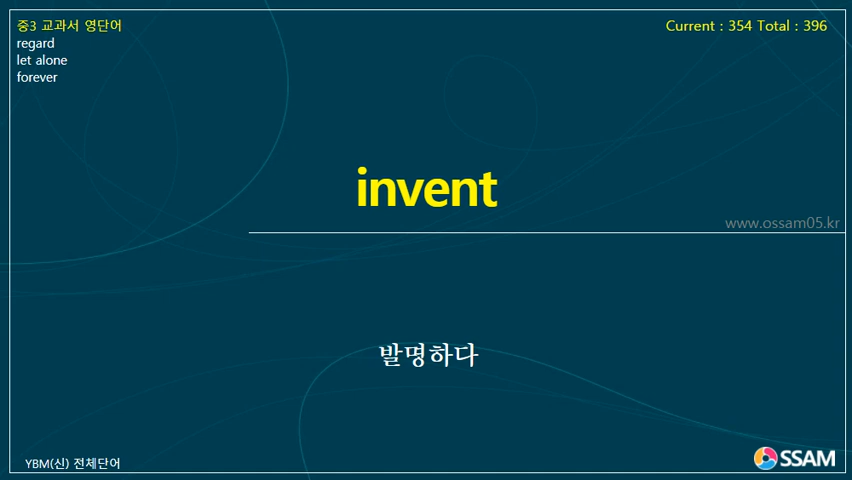 중3 교과서 영단어
Current : 354 Total : 396
regard
let alone
forever
invent
www.ossam05.kr
발명하다
YBM(신) 전체단어
SSAM